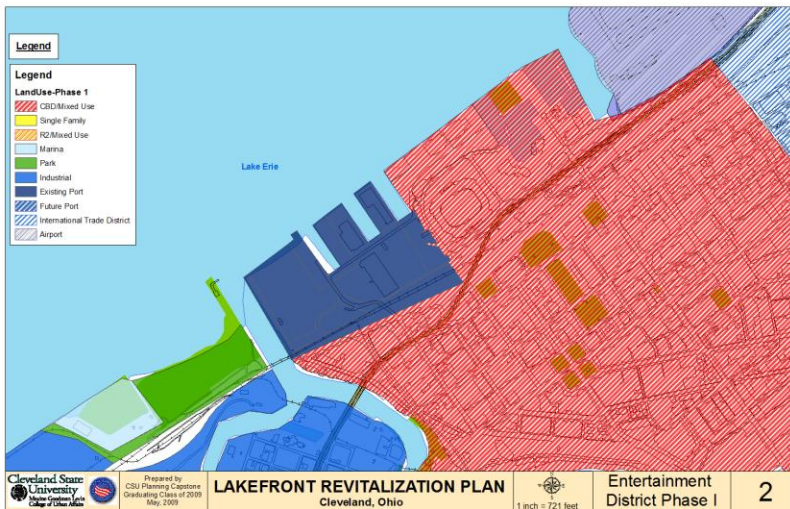 Legend
Legend
LandUse-Phase 1
CBD/Mixed Use
Single Family
R2/Mixed Use
Marina
Park
Industrial
Existing Port
Future Port
International Trade District
Airport
Lake Erie
Cleveland State
University
Maxine Goodman Levin
College of Urban Affairs
Prepared by
CSU Planning Capstone
Graduating Class of 2009
May, 2009
LAKEFRONT REVITALIZATION PLAN
Cleveland, Ohio
1 inch = 721 feet
Entertainment
District Phase I
2